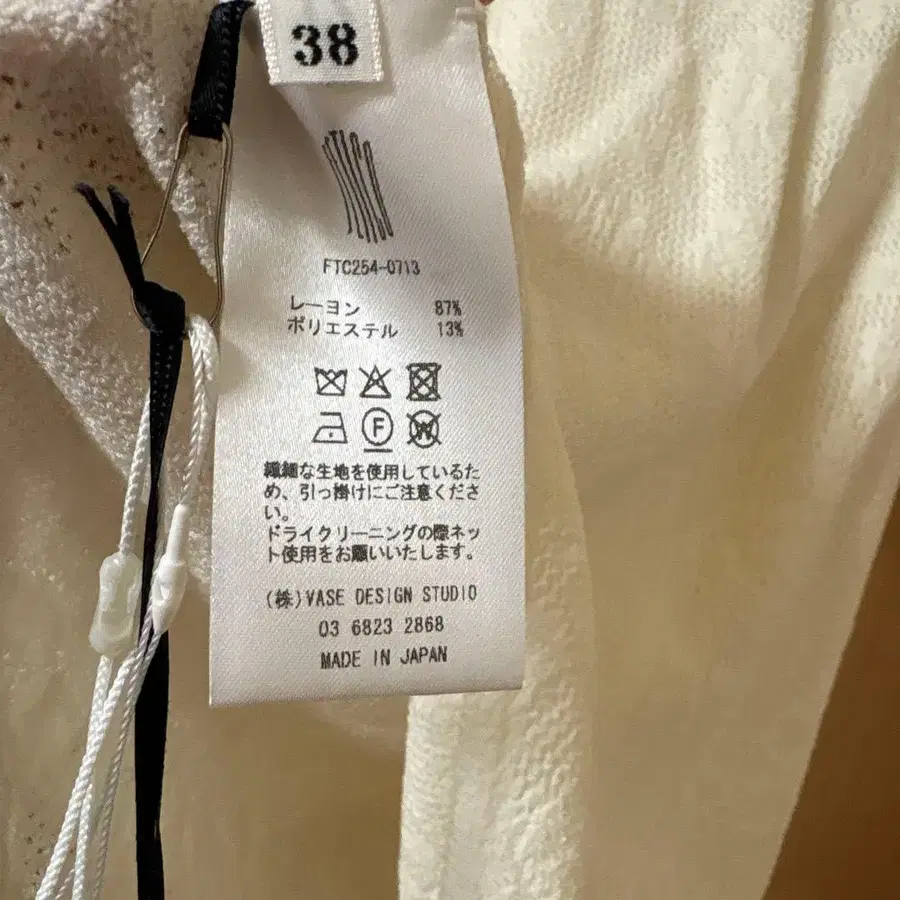 38
FTC254-0713
レーヨン 87%
ポリエステル 13%
F
W
繊細な生地を使用しているた
め、引っ掛けにご注意くださ
い。
ドライクリーニングの際ネッ
ト使用をお願いいたします。
(株)VASE DESIGN STUDIO
03 6823 2868
MADE IN JAPAN